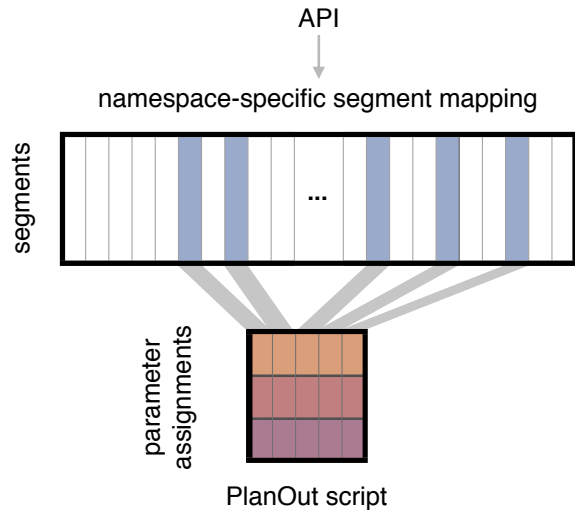 API
namespace-specific segment mapping
segments
...
parameter
assignments
PlanOut script